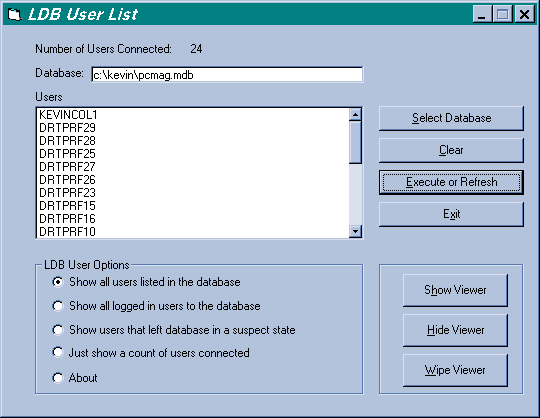 LDB User List
Number of Users Connected: 24
Database: c:\kevin\pcmag.mdb
Users
KEVINCOL1
DRTPRF29
DRTPRF28
DRTPRF25
DRTPRF27
DRTPRF26
DRTPRF23
DRTPRF15
DRTPRF16
DRTPRF10
Select Database
Clear
Execute or Refresh
Exit
LDB User Options
Show all users listed in the database
Show all logged in users to the database
Show users that left database in a suspect state
Just show a count of users connected
About
Show Viewer
Hide Viewer
Wipe Viewer